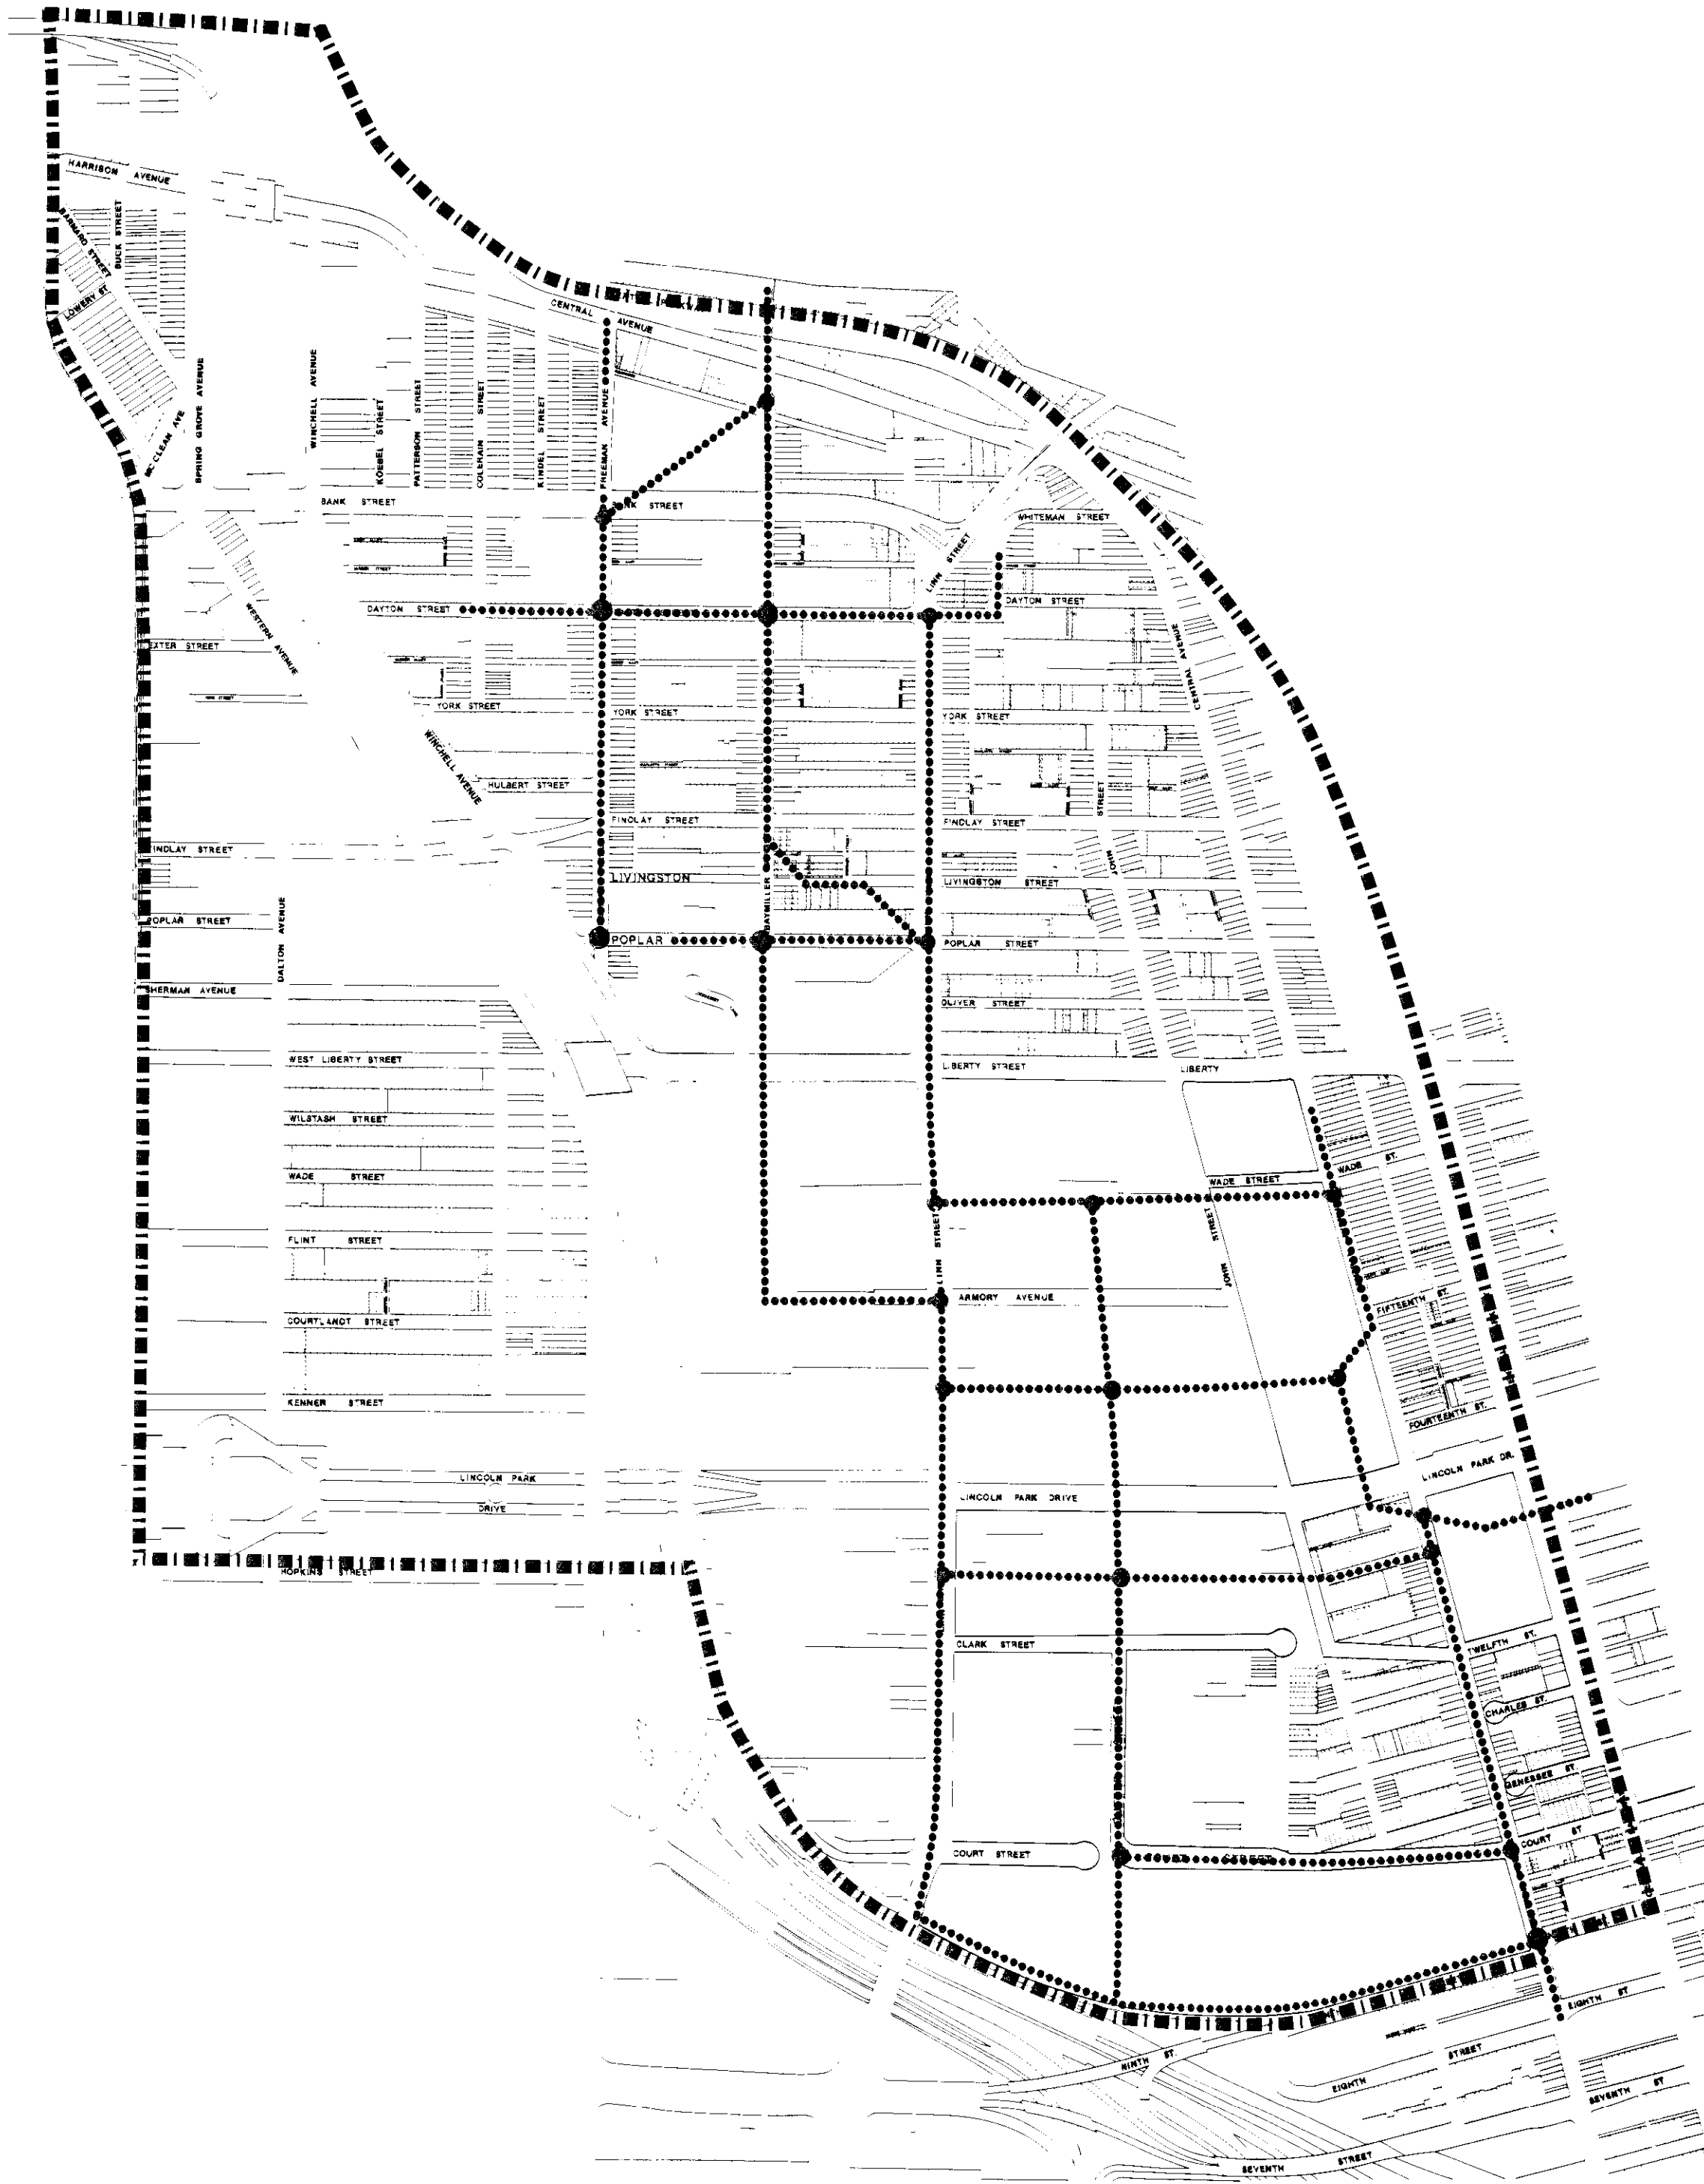 HARRISON AVENUE
BARNARD STREET
BUCK STREET
LOWERY ST.
CENTRAL AVENUE
MC CLEAN AVE
SPRING GROVE AVENUE
WINCHELL AVENUE
KOEBEL STREET
PATTERSON STREET
COLERAIN STREET
KINDEL STREET
FREEMAN AVENUE
BANK STREET
STREET
WHITEMAN STREET
LINN STREET
DAYTON STREET
DAYTON STREET
WESTERN AVENUE
CENTRAL AVENUE
YORK STREET
YORK STREET
YORK STREET
WINCHELL AVENUE
HULBERT STREET
STREET
FINDLAY STREET
FINDLAY STREET
FINDLAY STREET
JOHN
LIVINGSTON
LIVINGSTON STREET
BAYMILLER
POPLAR STREET
DALTON AVENUE
POPLAR
POPLAR STREET
SHERMAN AVENUE
OLIVER STREET
WEST LIBERTY STREET
LIBERTY STREET
LIBERTY
WILSTASH STREET
WADE STREET
WADE STREET
WADE ST.
FLINT STREET
LINN STREET
JOHN STREET
ARMORY AVENUE
FIFTEENTH ST.
COURTLANDT STREET
KENNER STREET
FOURTEENTH ST.
LINCOLN PARK DR.
LINCOLN PARK
DRIVE
LINCOLN PARK DRIVE
HOPKINS STREET
CLARK STREET
TWELFTH ST.
CHARLES ST.
GENESSEE ST.
COURT ST
COURT STREET
STREET
EIGHTH ST
NINTH ST.
EIGHTH STREET
SEVENTH ST
SEVENTH STREET